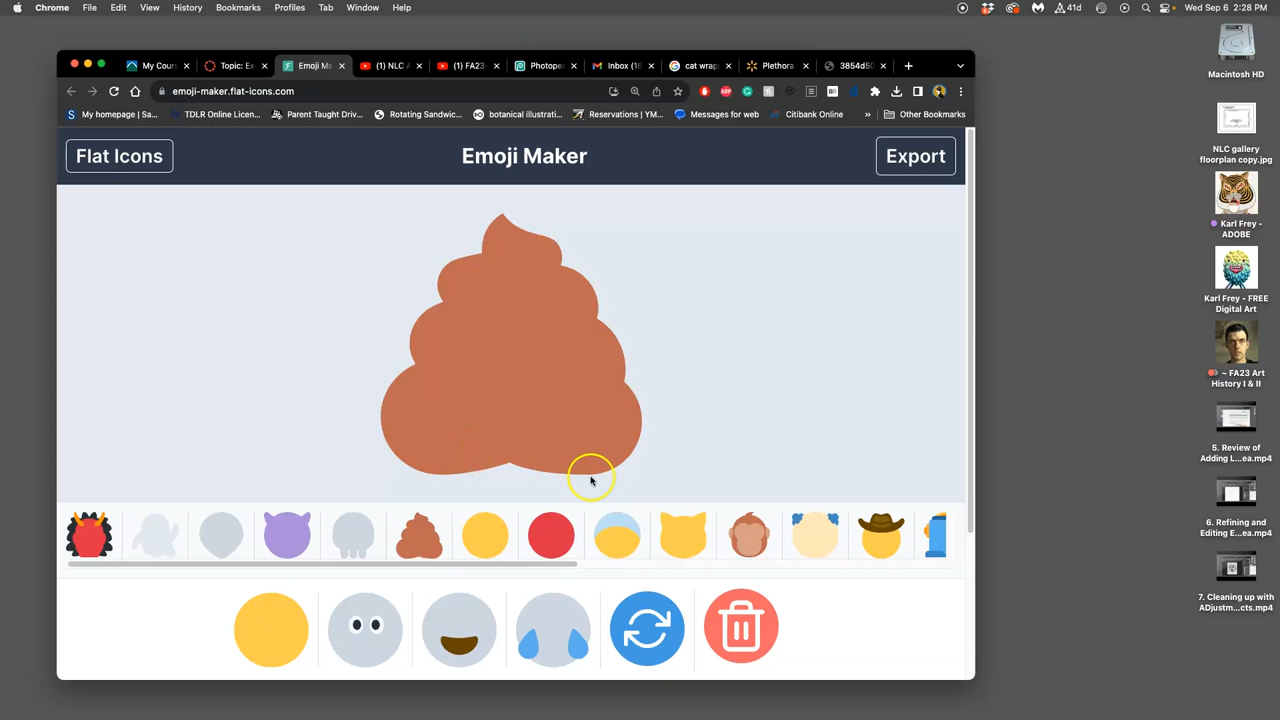 Chrome File Edit View History Bookmarks Profiles Tab Window Help 41d Wed Sep 6 2:28 PM
My Cour Topic: Ex Emoji Ma (1) NLC (1) FA23 Photope Inbox (16 cat wrap Plethora 3854d50
emoji-maker.flat-icons.com
My homepage | Sa... TDLR Online Licen... Parent Taught Driv... Rotating Sandwic... botanical illustrati... Reservations | YM... Messages for web Citibank Online » Other Bookmarks
Flat Icons Emoji Maker Export
Macintosh HD
NLC gallery
floorplan copy.jpg
Karl Frey -
ADOBE
Karl Frey - FREE
Digital Art
~ FA23 Art
History I & II
5. Review of
Adding L...ea.mp4
6. Refining and
Editing E...ea.mp4
7. Cleaning up with
ADjustm...cts.mp4